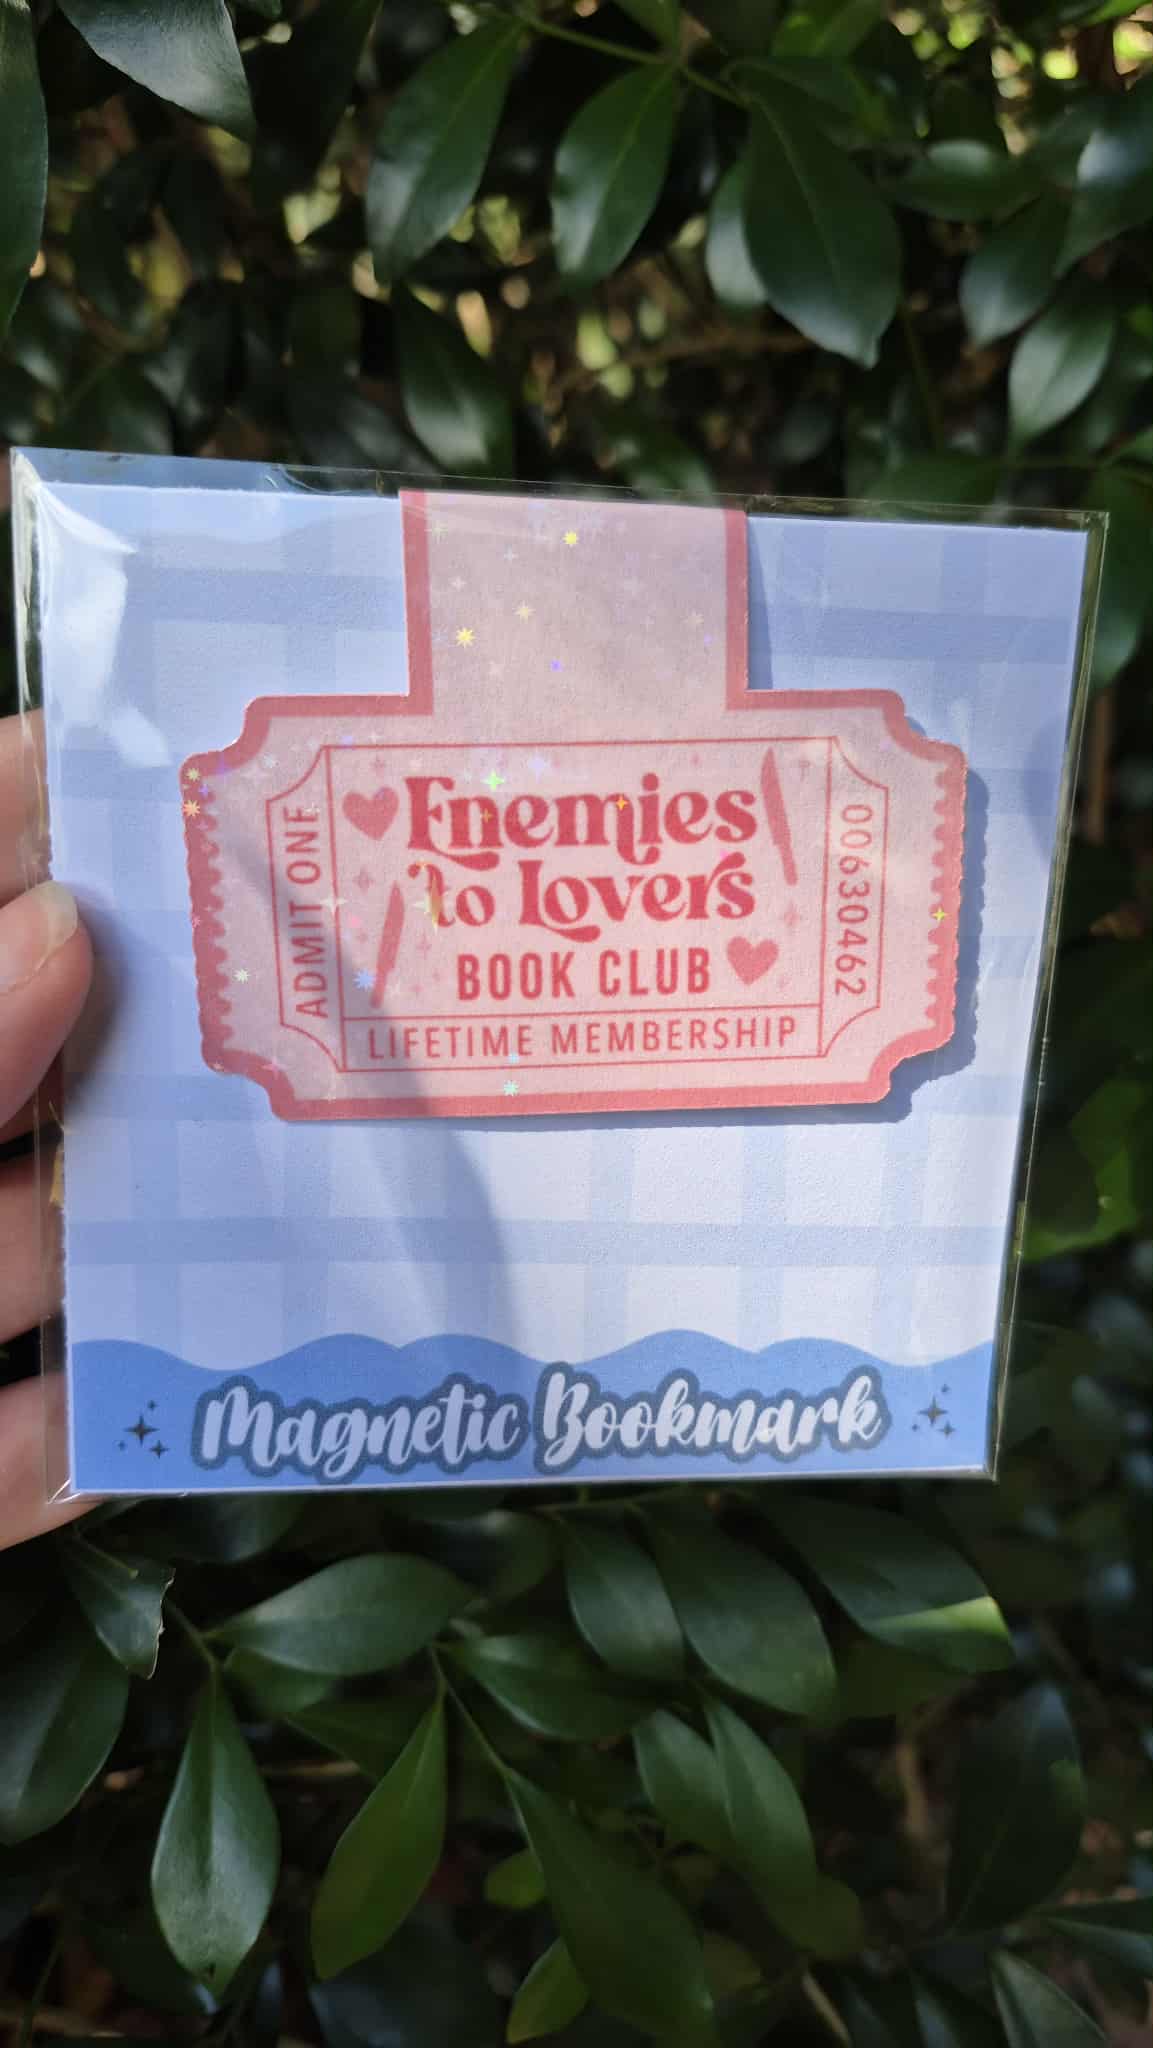 ADMIT ONE
Enemies
to Lovers
BOOK CLUB
LIFETIME MEMBERSHIP
00630462
Magnetic Bookmark